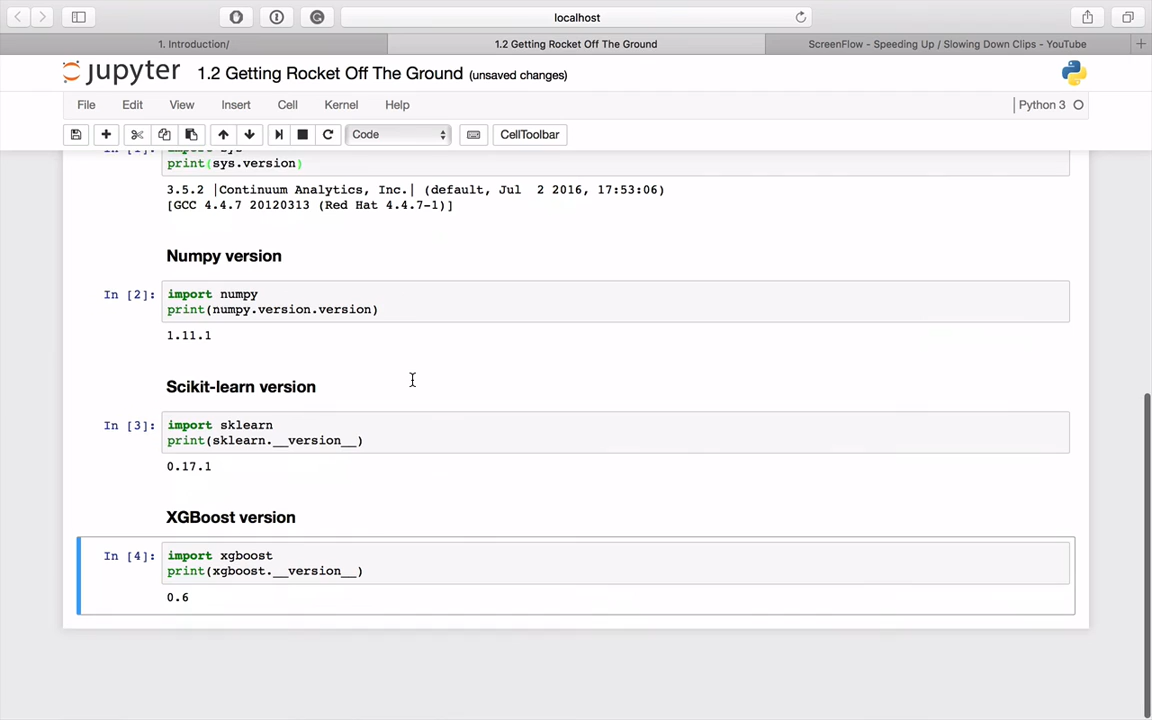 localhost
1. Introduction/
1.2 Getting Rocket Off The Ground
ScreenFlow - Speeding Up / Slowing Down Clips - YouTube
jupyter 1.2 Getting Rocket Off The Ground (unsaved changes)
File Edit View Insert Cell Kernel Help
Python 3
Code
CellToolbar
In [1]: import sys
print(sys.version)
3.5.2 |Continuum Analytics, Inc.| (default, Jul  2 2016, 17:53:06)
[GCC 4.4.7 20120313 (Red Hat 4.4.7-1)]
Numpy version
In [2]: import numpy
print(numpy.version.version)
1.11.1
Scikit-learn version
In [3]: import sklearn
print(sklearn.__version__)
0.17.1
XGBoost version
In [4]: import xgboost
print(xgboost.__version__)
0.6